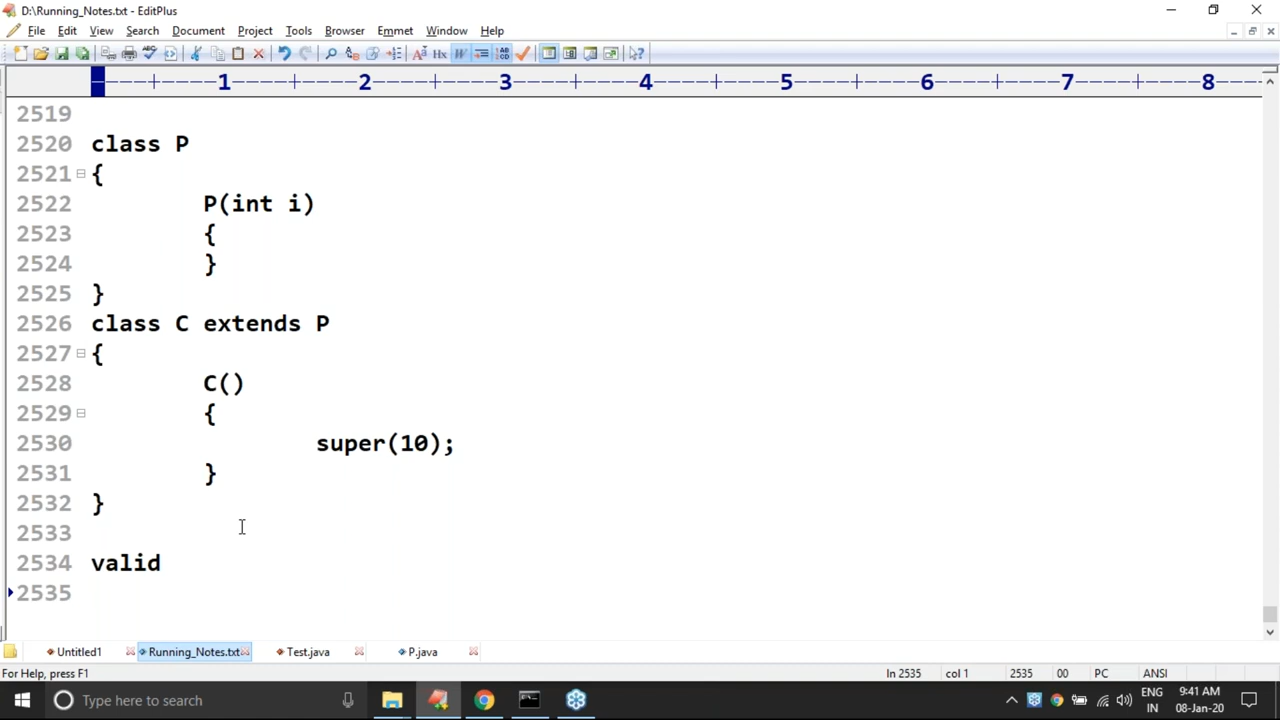 D:\Running_Notes.txt - EditPlus
File Edit View Search Document Project Tools Browser Emmet Window Help
1 2 3 4 5 6 7 8
2519
2520 class P
2521 {
2522 P(int i)
2523 {
2524 }
2525 }
2526 class C extends P
2527 {
2528 C()
2529 {
2530 super(10);
2531 }
2532 }
2533
2534 valid
2535
Untitled1 Running_Notes.txt Test.java P.java
For Help, press F1 ln 2535 col 1 2535 00 PC ANSI
Type here to search
ENG
IN
9:41 AM
08-Jan-20